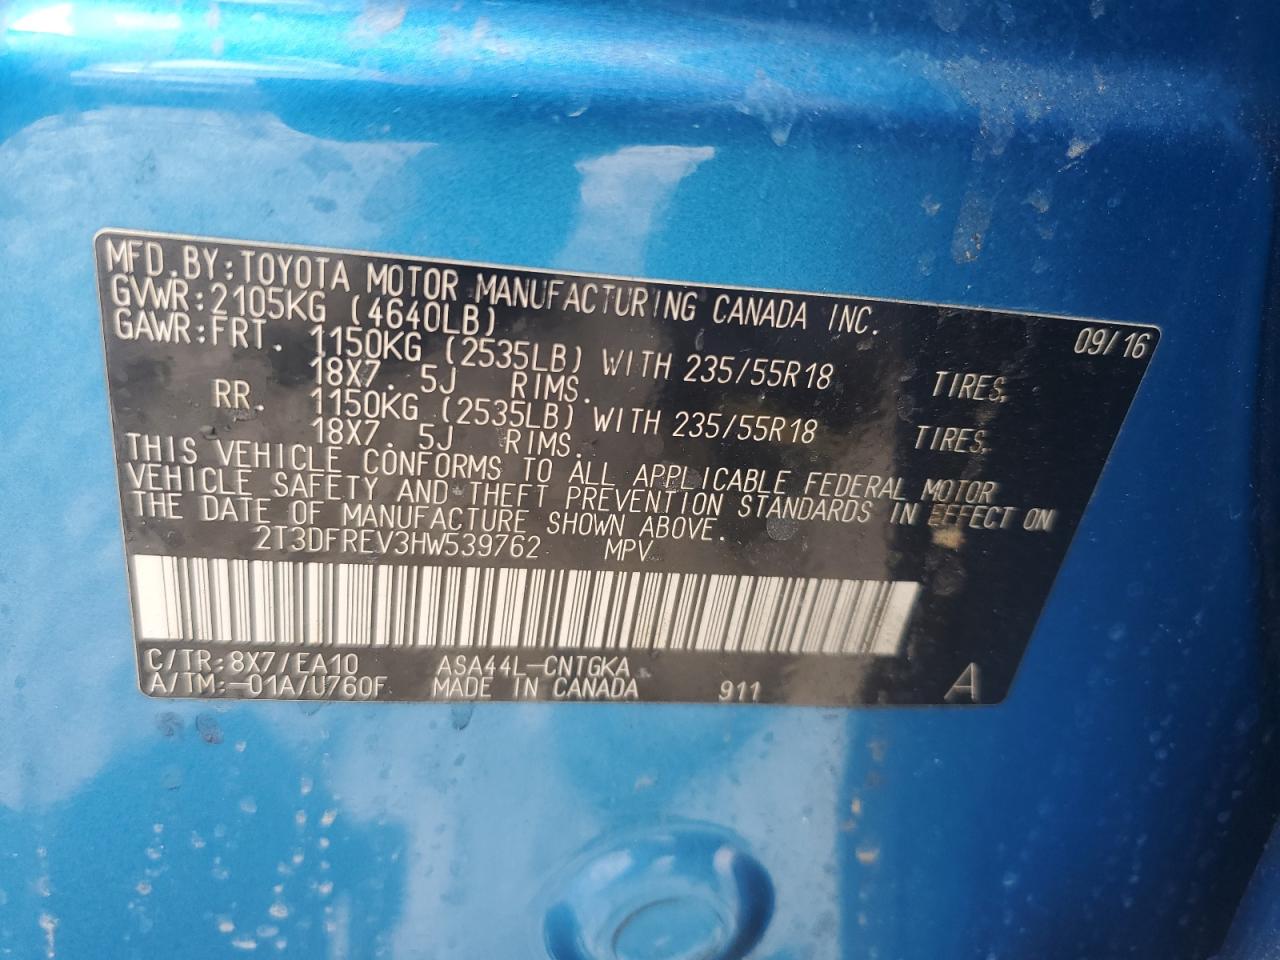 MFD.BY:TOYOTA MOTOR MANUFACTURING CANADA INC. 09/16
GVWR:2105KG (4640LB)
GAWR:FRT. 1150KG (2535LB) WITH 235/55R18 TIRES,
18X7. 5J RIMS.
RR. 1150KG (2535LB) WITH 235/55R18 TIRES,
18X7. 5J RIMS.
THIS VEHICLE CONFORMS TO ALL APPLICABLE FEDERAL MOTOR
VEHICLE SAFETY AND THEFT PREVENTION STANDARDS IN EFFECT ON
THE DATE OF MANUFACTURE SHOWN ABOVE.
2T3DFREV3HW539762 MPV
C/TR:8X7/EA10 ASA44L-CNTGKA
A/TM:-01A/U760F MADE IN CANADA 911 A